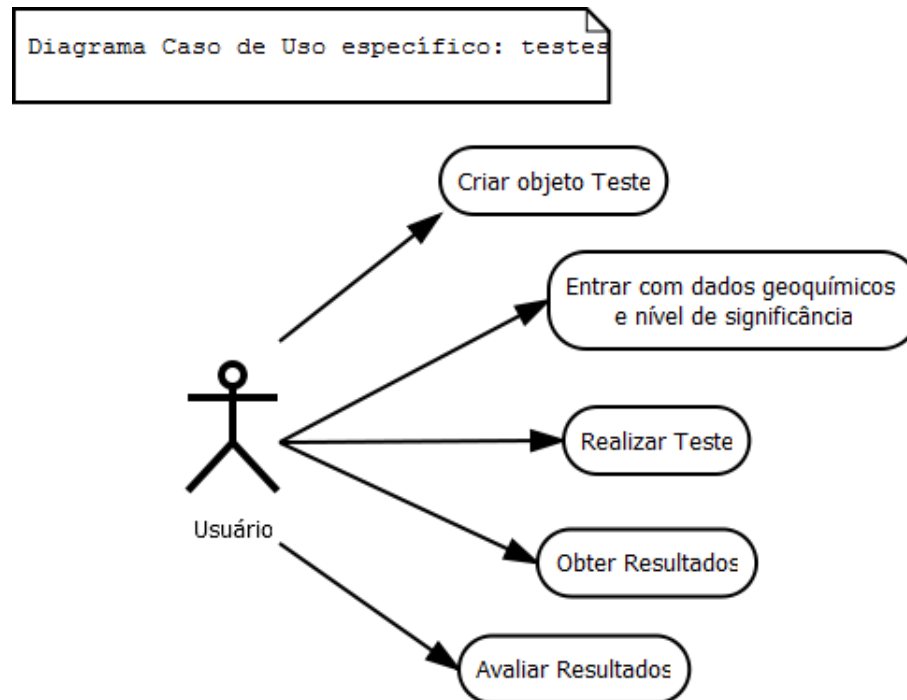 Diagrama Caso de Uso específico: testes
Criar objeto Teste
Entrar com dados geoquímicos
e nível de significância
Realizar Teste
Usuário
Obter Resultados
Avaliar Resultados